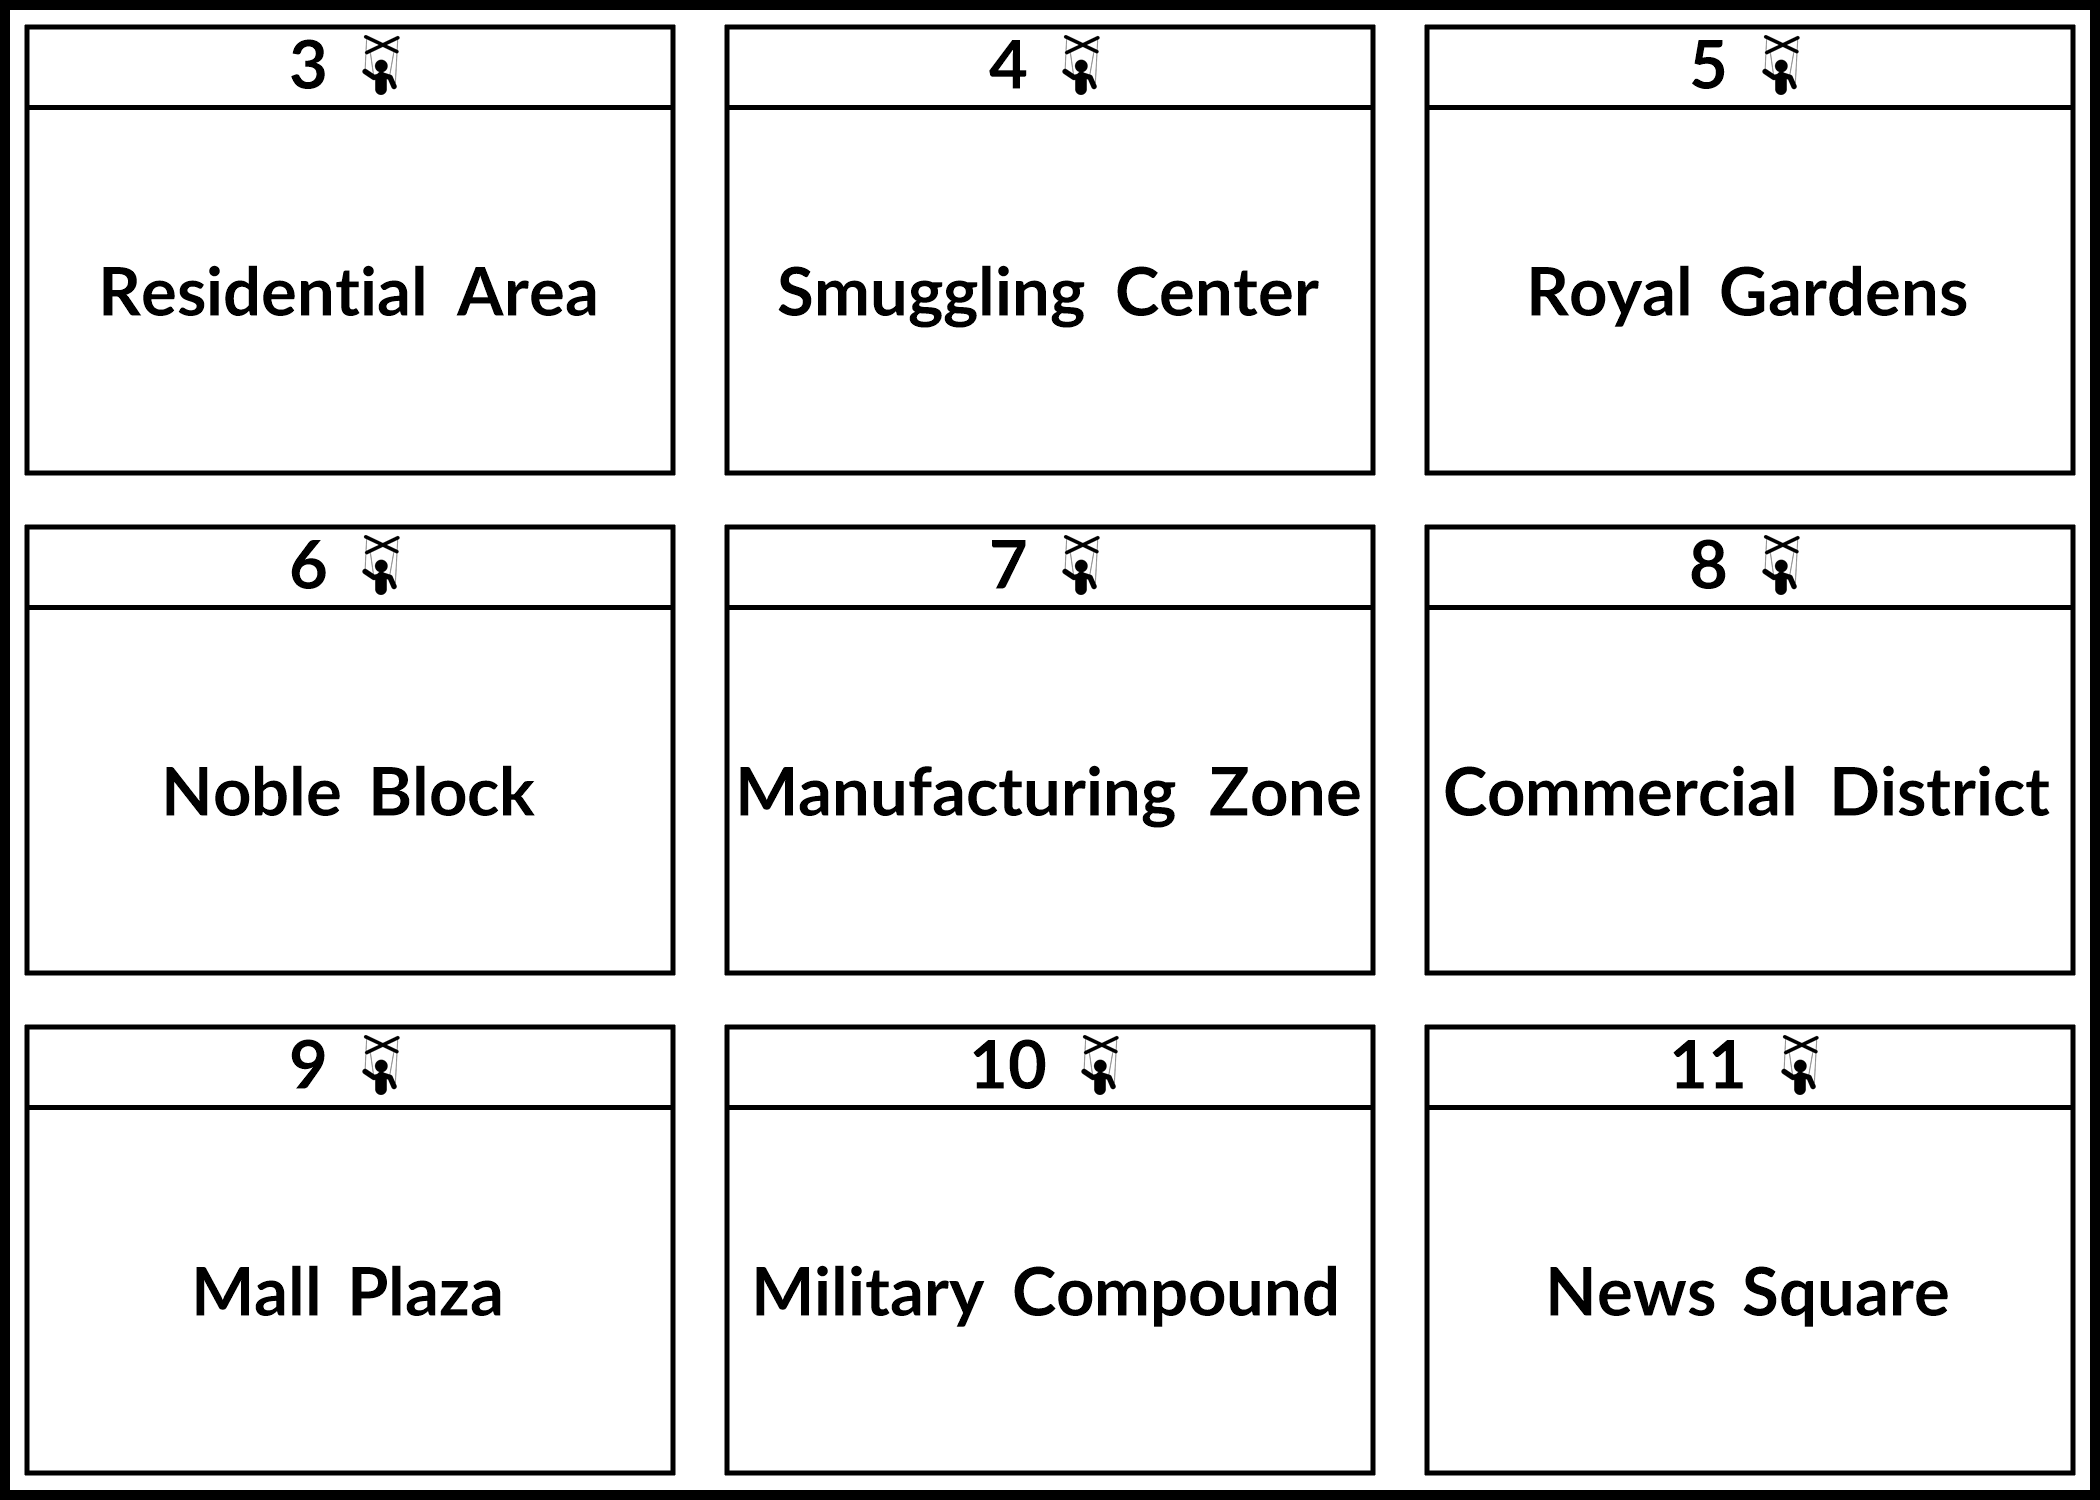 3
Residential Area
4
Smuggling Center
5
Royal Gardens
6
Noble Block
7
Manufacturing Zone
8
Commercial District
9
Mall Plaza
10
Military Compound
11
News Square